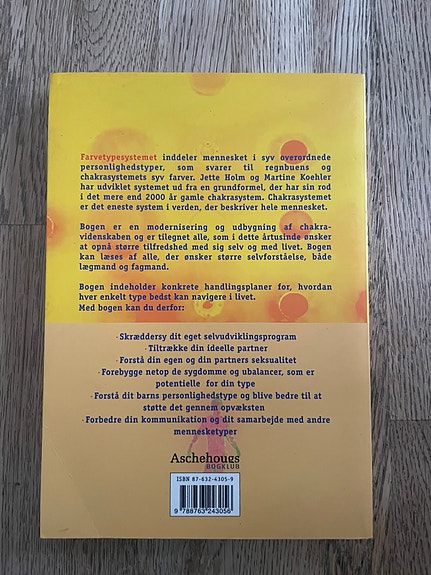 Farvetypesystemet inddeler mennesket i syv overordnede
personlighedstyper, som svarer til regnbuens og
chakrasystemets syv farver. Jette Holm og Martine Koehler
har udviklet systemet ud fra en grundformel, der har sin rod
i det mere end 2000 år gamle chakrasystem. Chakrasystemet
er det eneste system i verden, der beskriver hele mennesket.
Bogen er en modernisering og udbygning af chakra-
videnskaben og er tilegnet alle, som i dette årtusinde ønsker
at opnå større tilfredshed med sig selv og med livet. Bogen
kan læses af alle, der ønsker større selvforståelse, både
lægmand og fagmand.
Bogen indeholder konkrete handlingsplaner for, hvordan
hver enkelt type bedst kan navigere i livet.
Med bogen kan du derfor:
· Skræddersy dit eget selvudviklingsprogram
· Tiltrække din ideelle partner
· Forstå din egen og din partners seksualitet
· Forebygge netop de sygdomme og ubalancer, som er
potentielle for din type
· Forstå dit barns personlighedstype og blive bedre til at
støtte det gennem opvæksten
· Forbedre din kommunikation og dit samarbejde med andre
mennesketyper
Aschehougs
BOGKLUB
ISBN 87-632-4305-9
9 788763 243056